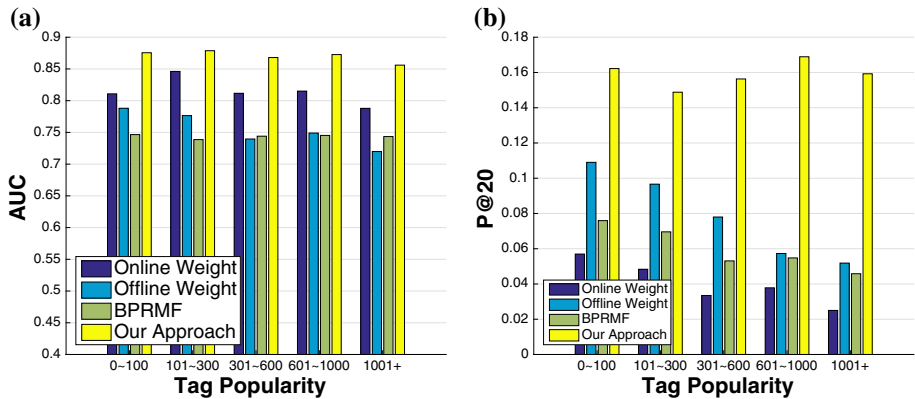 (a)
0.9
0.85
0.8
0.75
0.7
0.65
0.6
0.55
0.5
0.45
0.4
AUC
Online Weight
Offline Weight
BPRMF
Our Approach
0~100
101~300
301~600
601~1000
1001+
Tag Popularity
(b)
0.18
0.16
0.14
0.12
0.1
0.08
0.06
0.04
0.02
0
P@20
Online Weight
Offline Weight
BPRMF
Our Approach
0~100
101~300
301~600
601~1000
1001+
Tag Popularity